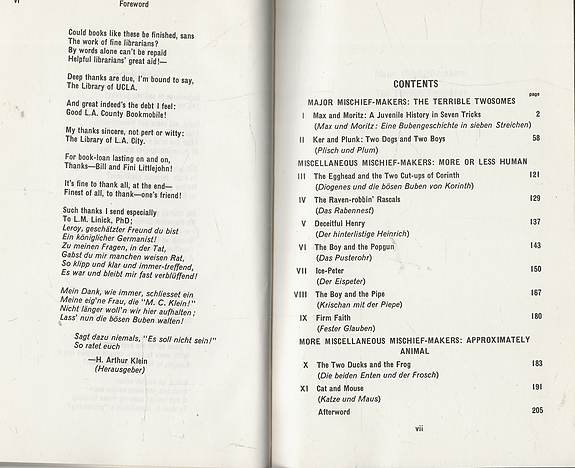 vi
Foreword
Could books like these be finished, sans
The work of fine librarians?
By words alone can't be repaid
Helpful librarians' great aid!—
Deep thanks are due, I'm bound to say,
The Library of UCLA.
And great indeed's the debt I feel:
Good L.A. County Bookmobile!
My thanks sincere, not pert or witty:
The Library of L.A. City.
For book-loan lasting on and on,
Thanks—Bill and Fini Littlejohn!
It's fine to thank all, at the end—
Finest of all, to thank—one's friend!
Such thanks I send especially
To L.M. Linick, PhD;
Leroy, geschätzter Freund du bist
Ein königlicher Germanist!
Zu meinen Fragen, in der Tat,
Gabst du mir manchen weisen Rat,
So klipp und klar und immer-treffend,
Es war und bleibt mir fast verblüffend!
Mein Dank, wie immer, schliesset ein
Meine eig'ne Frau, die "M. C. Klein!"
Nicht länger woll'n wir hier aufhalten;
Lass' nun die bösen Buben walten!
Sagt dazu niemales, "Es soll nicht sein!"
So ratet euch
—H. Arthur Klein
(Herausgeber)
CONTENTS
page
MAJOR MISCHIEF-MAKERS: THE TERRIBLE TWOSOMES
I Max and Moritz: A Juvenile History in Seven Tricks 2
(Max und Moritz: Eine Bubengeschichte in sieben Streichen)
II Ker and Plunk: Two Dogs and Two Boys 58
(Plisch und Plum)
MISCELLANEOUS MISCHIEF-MAKERS: MORE OR LESS HUMAN
III The Egghead and the Two Cut-ups of Corinth 121
(Diogenes und die bösen Buben von Korinth)
IV The Raven-robbin' Rascals 129
(Das Rabennest)
V Deceitful Henry 137
(Der hinterlistige Heinrich)
VI The Boy and the Popgun 143
(Das Pusterohr)
VII Ice-Peter 150
(Der Eispeter)
VIII The Boy and the Pipe 167
(Krischan mit der Piepe)
IX Firm Faith 180
(Fester Glauben)
MORE MISCELLANEOUS MISCHIEF-MAKERS: APPROXIMATELY
ANIMAL
X The Two Ducks and the Frog 183
(Die beiden Enten und der Frosch)
XI Cat and Mouse 191
(Katze und Maus)
Afterword 205
vii